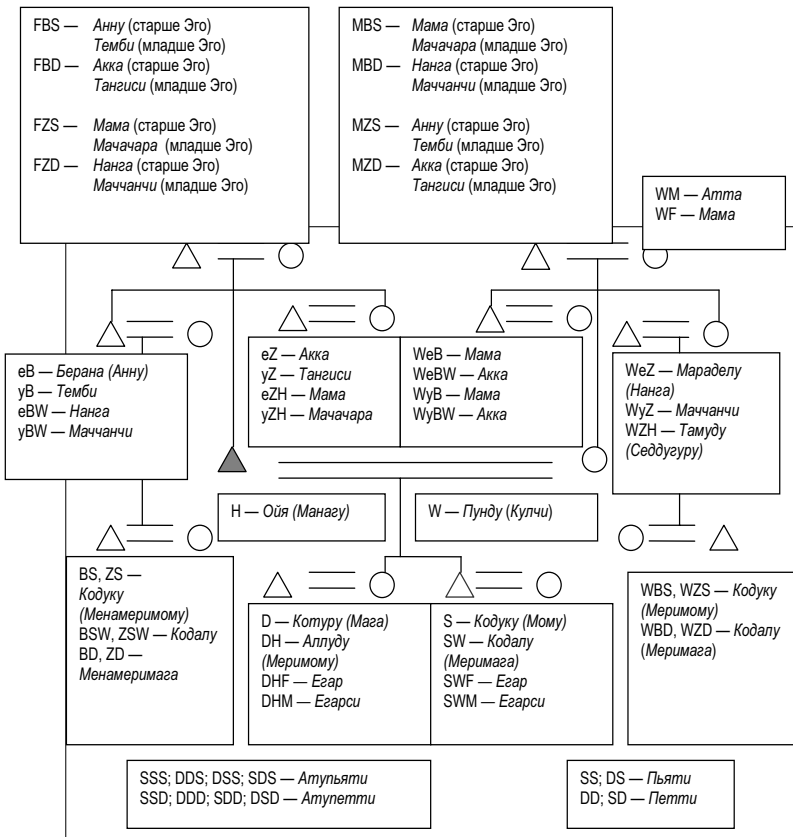 FBS — Анну (старше Эго)
Темби (младше Эго)
FBD — Акка (старше Эго)
Тангиси (младше Эго)
FZS — Мама (старше Эго)
Мачачара (младше Эго)
FZD — Нанга (старше Эго)
Маччанчи (младше Эго)
MBS — Мама (старше Эго)
Мачачара (младше Эго)
MBD — Нанга (старше Эго)
Маччанчи (младше Эго)
MZS — Анну (старше Эго)
Темби (младше Эго)
MZD — Акка (старше Эго)
Тангиси (младше Эго)
WM — Атта
WF — Мама
eB — Берана (Анну)
yB — Темби
eBW — Нанга
yBW — Маччанчи
eZ — Акка
yZ — Тангиси
eZH — Мама
yZH — Мачачара
WeB — Мама
WeBW — Акка
WyB — Мама
WyBW — Акка
WeZ — Мараделу
(Нанга)
WyZ — Маччанчи
WZH — Тамуду
(Седдугуру)
H — Ойя (Манагу)
W — Пунду (Кулчи)
BS, ZS —
Кодуку
(Менамеримому)
BSW, ZSW — Кодалу
BD, ZD —
Менамеримага
D — Котуру (Мага)
DH — Аллуду
(Меримому)
DHF — Егар
DHM — Егарси
S — Кодуку (Мому)
SW — Кодалу
(Меримага)
SWF — Егар
SWM — Егарси
WBS, WZS — Кодуку
(Меримому)
WBD, WZD — Кодалу
(Меримага)
SSS; DDS; DSS; SDS — Атупьяти
SSD; DDD; SDD; DSD — Атупетти
SS; DS — Пьяти
DD; SD — Петти